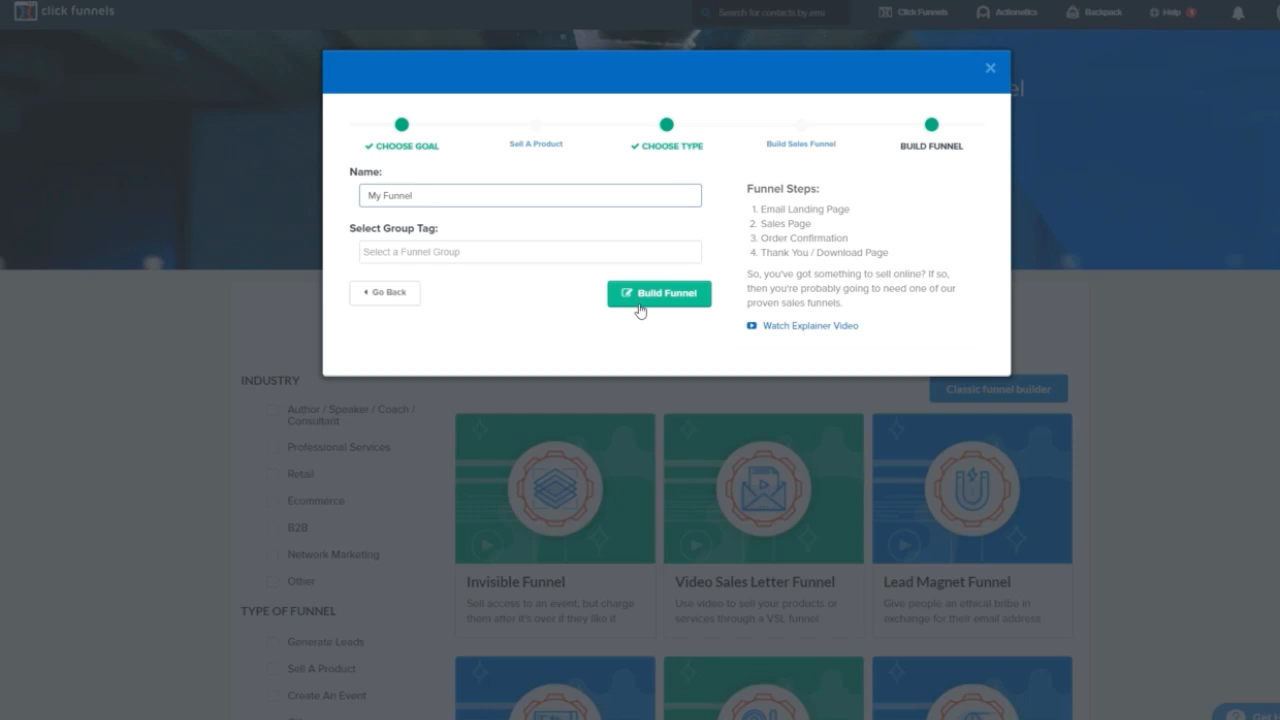 click funnels
Search for contacts by ema
Click Funnels
Actionetics
Backpack
Help
el
CHOOSE GOAL
Sell A Product
CHOOSE TYPE
Build Sales Funnel
BUILD FUNNEL
Name:
My Funnel
Select Group Tag:
Select a Funnel Group
Go Back
Build Funnel
Funnel Steps:
1. Email Landing Page
2. Sales Page
3. Order Confirmation
4. Thank You / Download Page
So, you've got something to sell online? If so,
then you're probably going to need one of our
proven sales funnels.
Watch Explainer Video
Classic funnel builder
INDUSTRY
Author / Speaker / Coach /
Consultant
Professional Services
Retail
Ecommerce
B2B
Network Marketing
Other
TYPE OF FUNNEL
Generate Leads
Sell A Product
Create An Event
Invisible Funnel
Sell access to an event, but charge
them after it's over if they like it
Video Sales Letter Funnel
Use video to sell your products or
services through a VSL funnel
Lead Magnet Funnel
Give people an ethical bribe in
exchange for their email address